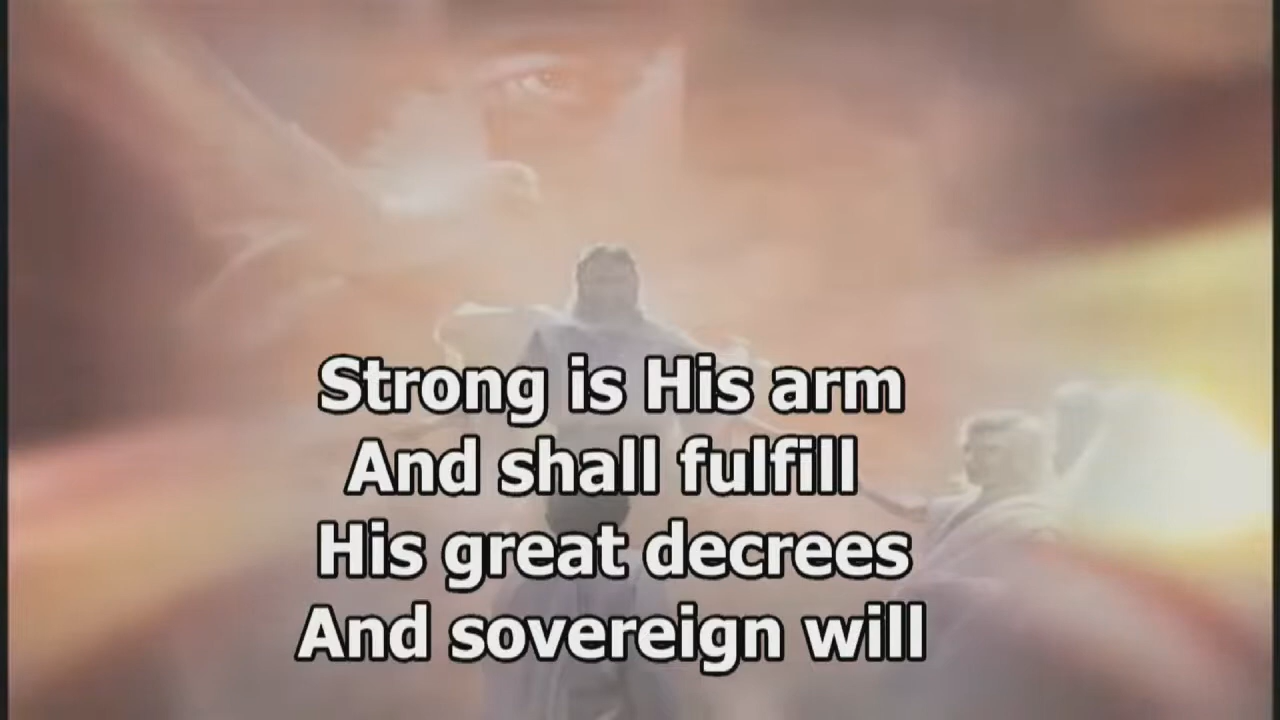 Strong is His arm
And shall fulfill
His great decrees
And sovereign will